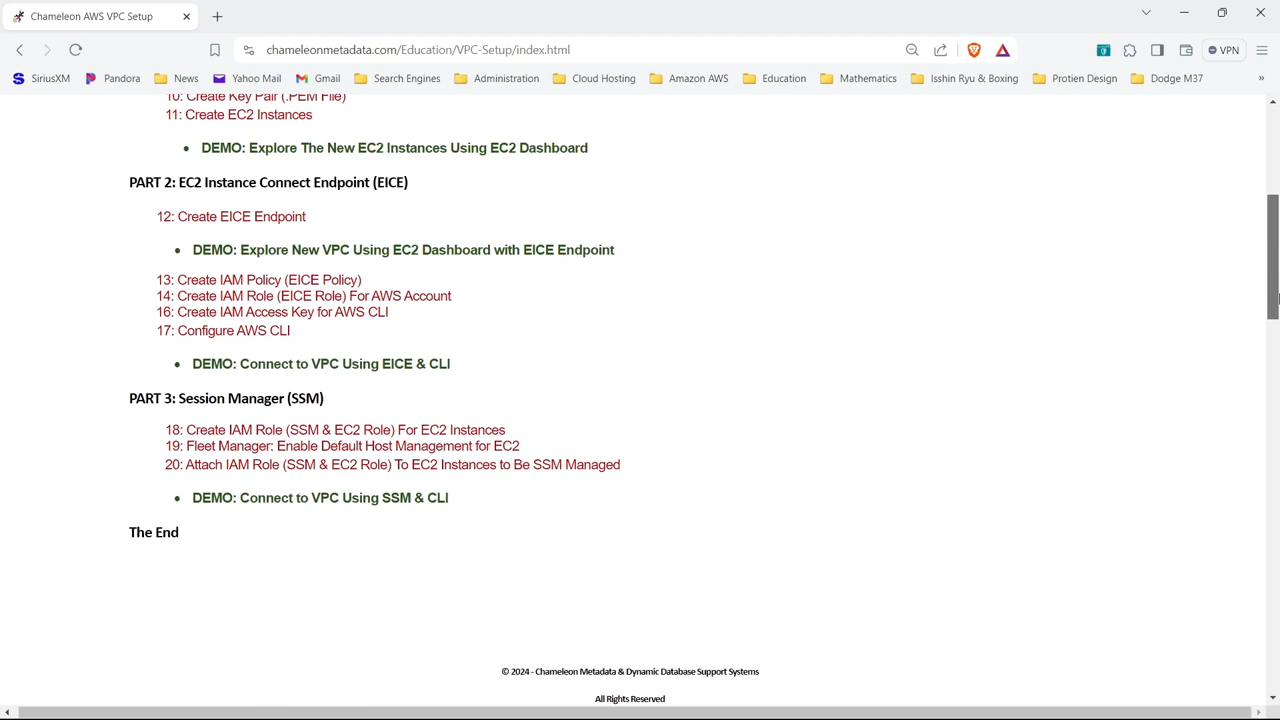 Chameleon AWS VPC Setup
chameleonmetadata.com/Education/VPC-Setup/index.html
VPN
SiriusXM
Pandora
News
Yahoo Mail
Gmail
Search Engines
Administration
Cloud Hosting
Amazon AWS
Education
Mathematics
Isshin Ryu & Boxing
Protien Design
Dodge M37
»
10: Create Key Pair (.PEM File)
11: Create EC2 Instances
• DEMO: Explore The New EC2 Instances Using EC2 Dashboard
PART 2: EC2 Instance Connect Endpoint (EICE)
12: Create EICE Endpoint
• DEMO: Explore New VPC Using EC2 Dashboard with EICE Endpoint
13: Create IAM Policy (EICE Policy)
14: Create IAM Role (EICE Role) For AWS Account
16: Create IAM Access Key for AWS CLI
17: Configure AWS CLI
• DEMO: Connect to VPC Using EICE & CLI
PART 3: Session Manager (SSM)
18: Create IAM Role (SSM & EC2 Role) For EC2 Instances
19: Fleet Manager: Enable Default Host Management for EC2
20: Attach IAM Role (SSM & EC2 Role) To EC2 Instances to Be SSM Managed
• DEMO: Connect to VPC Using SSM & CLI
The End
© 2024 - Chameleon Metadata & Dynamic Database Support Systems
All Rights Reserved